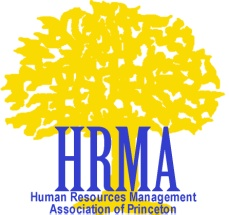 HRMA
Human Resources Management
Association of Princeton